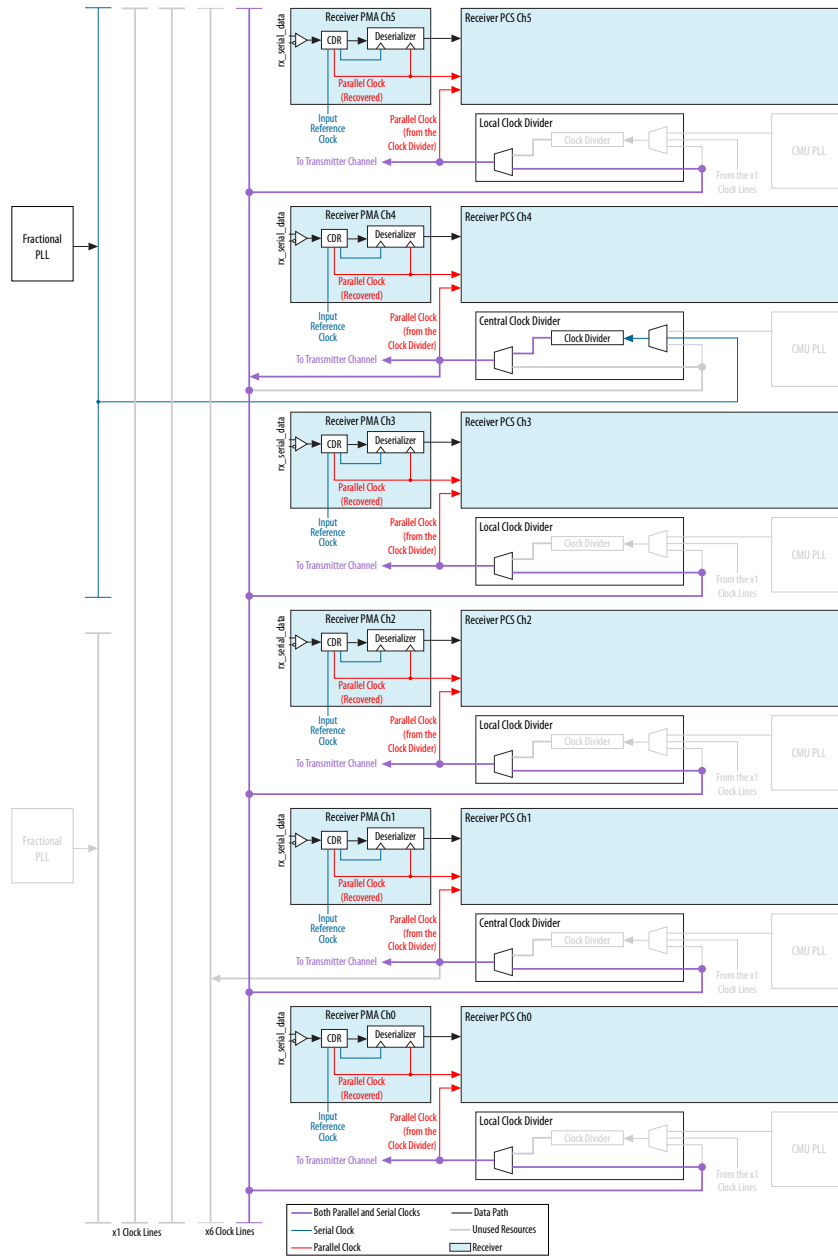 Receiver PMA Ch5
Receiver PCS Ch5
rx_serial_data
CDR
Deserializer
Parallel Clock
(Recovered)
Input
Reference
Clock
Parallel Clock
(from the
Clock Divider)
To Transmitter Channel
Local Clock Divider
Clock Divider
From the x1
Clock Lines
CMU PLL
Fractional
PLL
Receiver PMA Ch4
Receiver PCS Ch4
rx_serial_data
CDR
Deserializer
Parallel Clock
(Recovered)
Input
Reference
Clock
Parallel Clock
(from the
Clock Divider)
To Transmitter Channel
Central Clock Divider
Clock Divider
CMU PLL
Receiver PMA Ch3
Receiver PCS Ch3
rx_serial_data
CDR
Deserializer
Parallel Clock
(Recovered)
Input
Reference
Clock
Parallel Clock
(from the
Clock Divider)
To Transmitter Channel
Local Clock Divider
Clock Divider
From the x1
Clock Lines
CMU PLL
Receiver PMA Ch2
Receiver PCS Ch2
rx_serial_data
CDR
Deserializer
Parallel Clock
(Recovered)
Input
Reference
Clock
Parallel Clock
(from the
Clock Divider)
To Transmitter Channel
Local Clock Divider
Clock Divider
From the x1
Clock Lines
CMU PLL
Fractional
PLL
Receiver PMA Ch1
Receiver PCS Ch1
rx_serial_data
CDR
Deserializer
Parallel Clock
(Recovered)
Input
Reference
Clock
Parallel Clock
(from the
Clock Divider)
To Transmitter Channel
Central Clock Divider
Clock Divider
From the x1
Clock Lines
CMU PLL
Receiver PMA Ch0
Receiver PCS Ch0
rx_serial_data
CDR
Deserializer
Parallel Clock
(Recovered)
Input
Reference
Clock
Parallel Clock
(from the
Clock Divider)
To Transmitter Channel
Local Clock Divider
Clock Divider
From the x1
Clock Lines
CMU PLL
x1 Clock Lines
x6 Clock Lines
Both Parallel and Serial Clocks
Serial Clock
Parallel Clock
Data Path
Unused Resources
Receiver